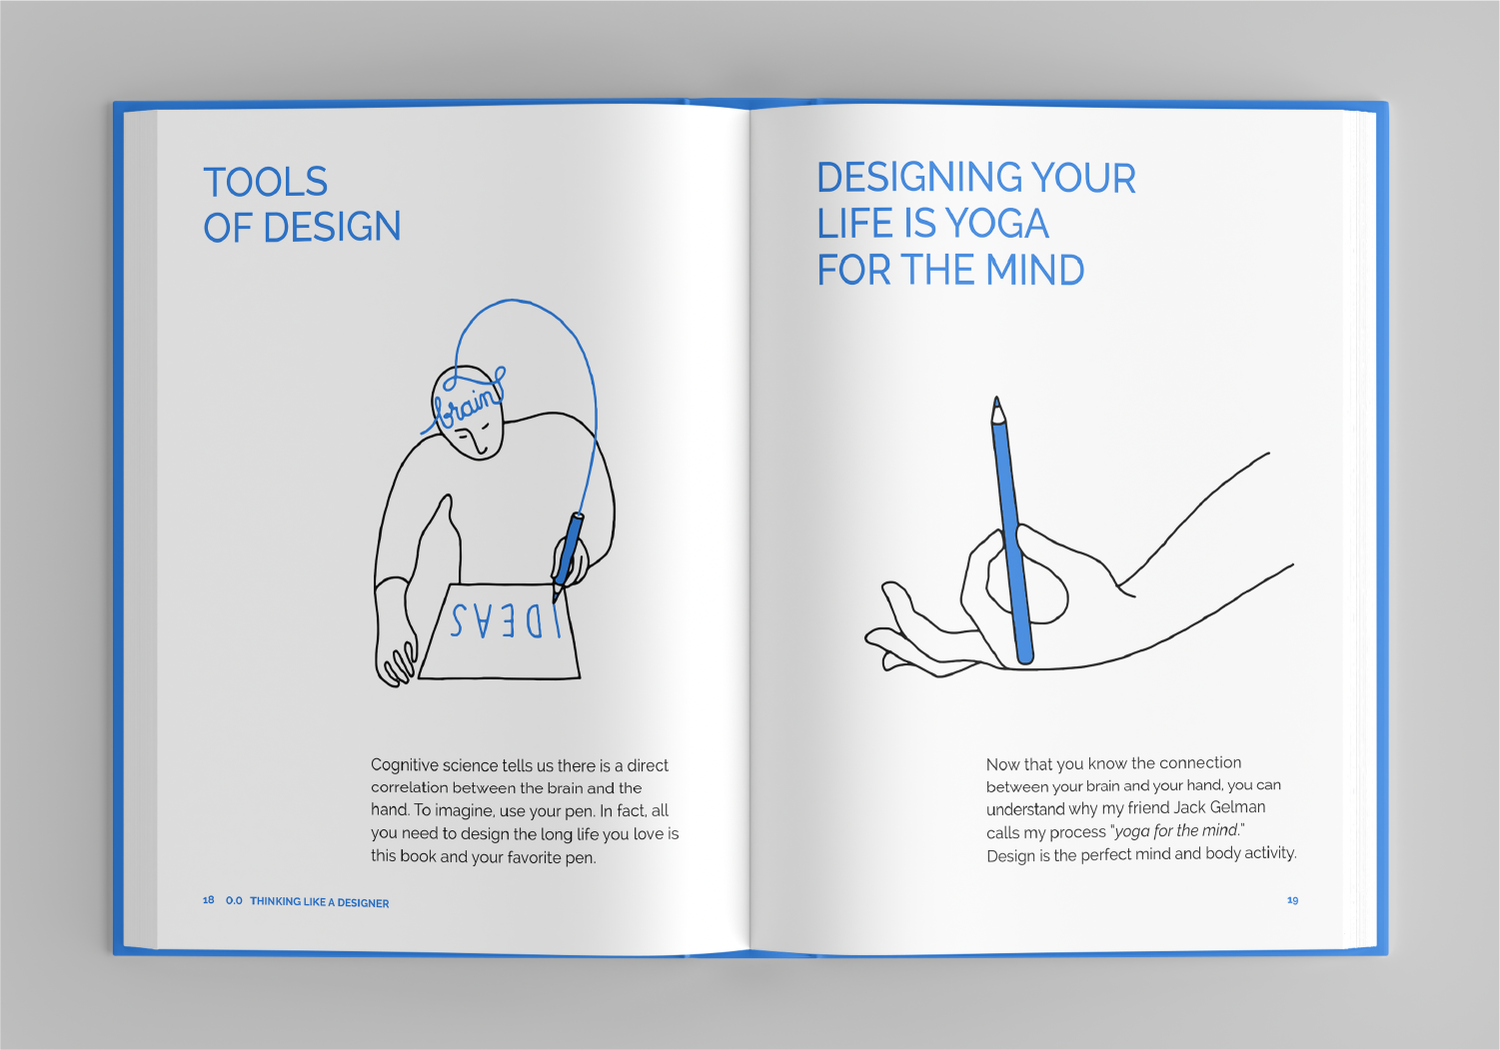 TOOLS
OF DESIGN
brain
IDEAS
Cognitive science tells us there is a direct
correlation between the brain and the
hand. To imagine, use your pen. In fact, all
you need to design the long life you love is
this book and your favorite pen.
18 0.0 THINKING LIKE A DESIGNER
DESIGNING YOUR
LIFE IS YOGA
FOR THE MIND
Now that you know the connection
between your brain and your hand, you can
understand why my friend Jack Gelman
calls my process "yoga for the mind."
Design is the perfect mind and body activity.
19